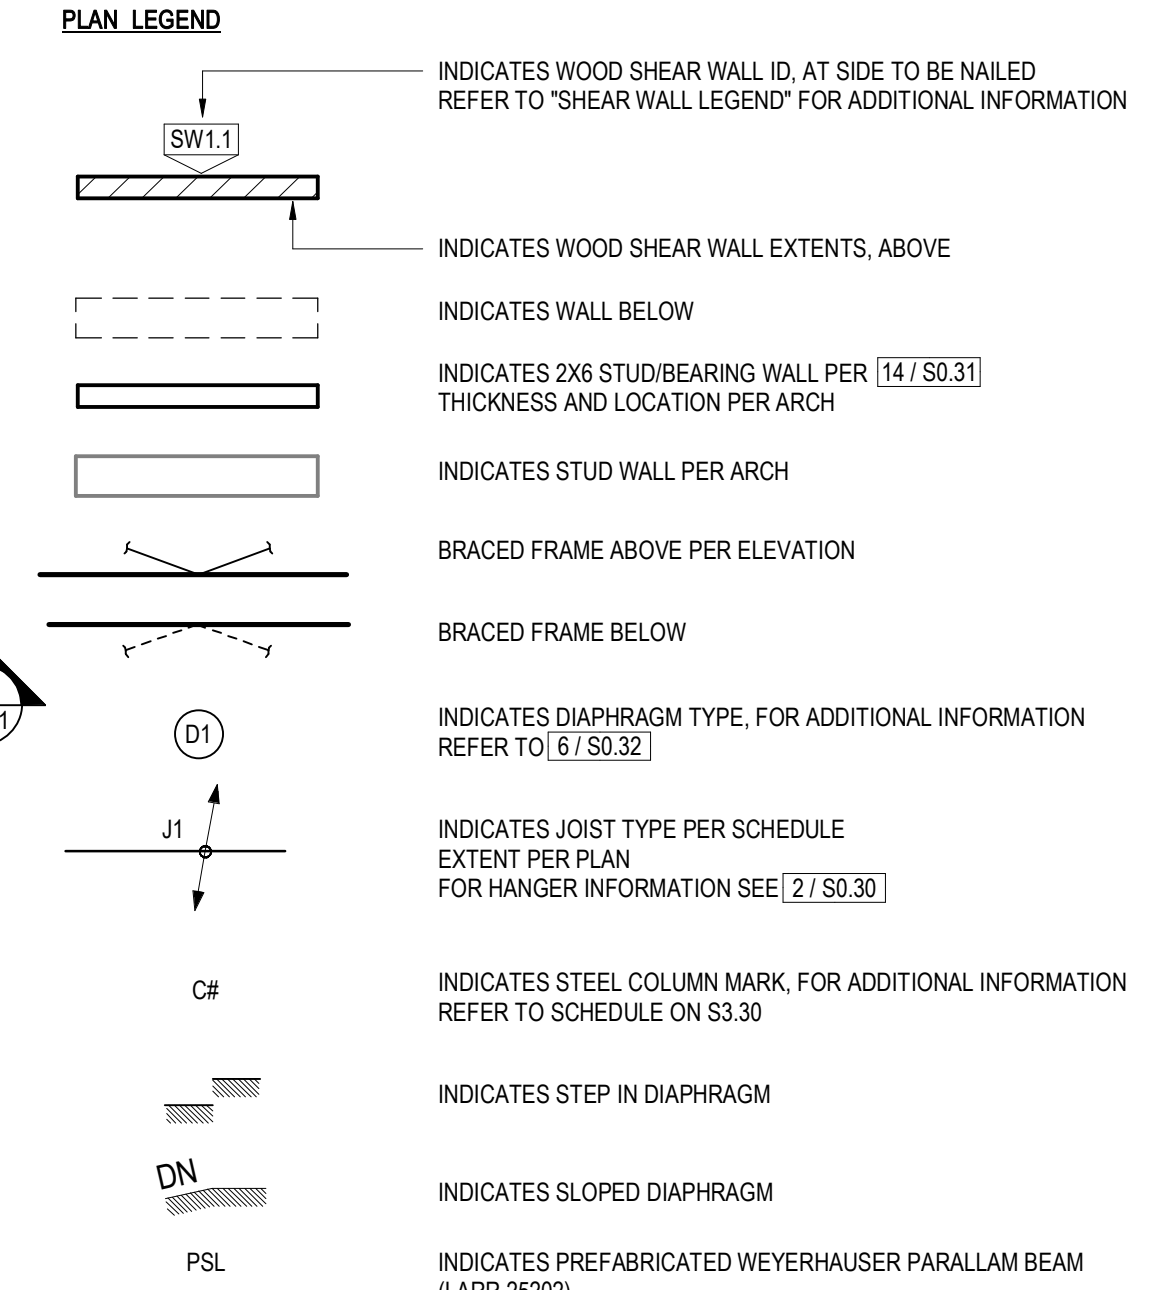 PLAN LEGEND
INDICATES WOOD SHEAR WALL ID, AT SIDE TO BE NAILED
REFER TO "SHEAR WALL LEGEND" FOR ADDITIONAL INFORMATION
SW1.1
INDICATES WOOD SHEAR WALL EXTENTS, ABOVE
INDICATES WALL BELOW
INDICATES 2X6 STUD/BEARING WALL PER 14 / S0.31
THICKNESS AND LOCATION PER ARCH
INDICATES STUD WALL PER ARCH
BRACED FRAME ABOVE PER ELEVATION
BRACED FRAME BELOW
1
D1
INDICATES DIAPHRAGM TYPE, FOR ADDITIONAL INFORMATION
REFER TO 6 / S0.32
J1
INDICATES JOIST TYPE PER SCHEDULE
EXTENT PER PLAN
FOR HANGER INFORMATION SEE 2 / S0.30
C#
INDICATES STEEL COLUMN MARK, FOR ADDITIONAL INFORMATION
REFER TO SCHEDULE ON S3.30
INDICATES STEP IN DIAPHRAGM
DN
INDICATES SLOPED DIAPHRAGM
PSL
INDICATES PREFABRICATED WEYERHAUSER PARALLAM BEAM